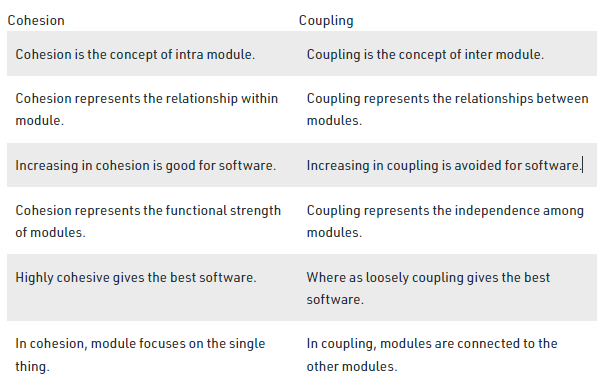 Cohesion Coupling
Cohesion is the concept of intra module. Coupling is the concept of inter module.
Cohesion represents the relationship within Coupling represents the relationships between
module. modules.
Increasing in cohesion is good for software. Increasing in coupling is avoided for software.
Cohesion represents the functional strength Coupling represents the independence among
of modules. modules.
Highly cohesive gives the best software. Where as loosely coupling gives the best
software.
In cohesion, module focuses on the single In coupling, modules are connected to the
thing. other modules.